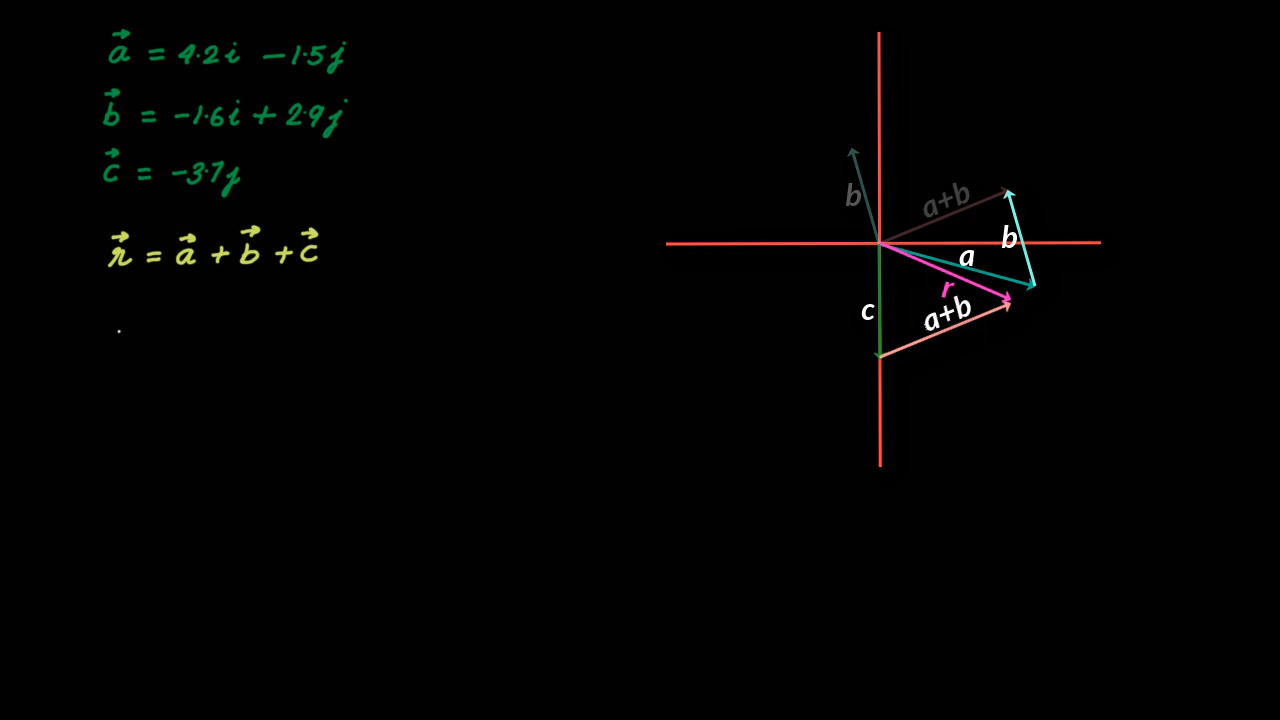 a⃗ = 4.2i - 1.5j
b⃗ = -1.6i + 2.9j
c⃗ = -3.7j
r⃗ = a⃗ + b⃗ + c⃗
b
a+b
b
a
r
c
a+b